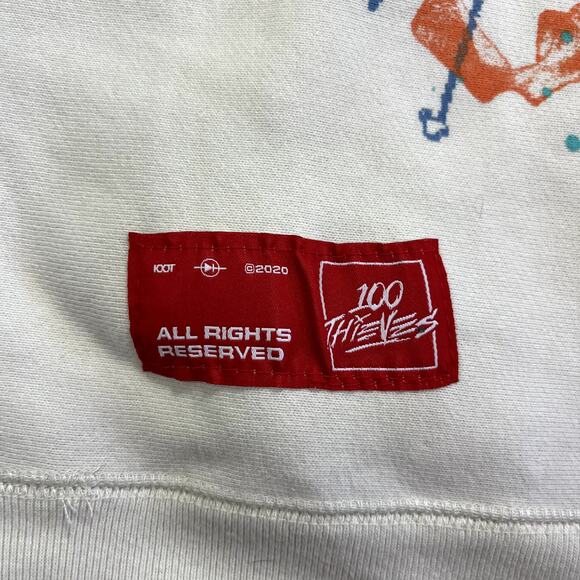 100T ©2020
ALL RIGHTS
RESERVED
100
THIEVES